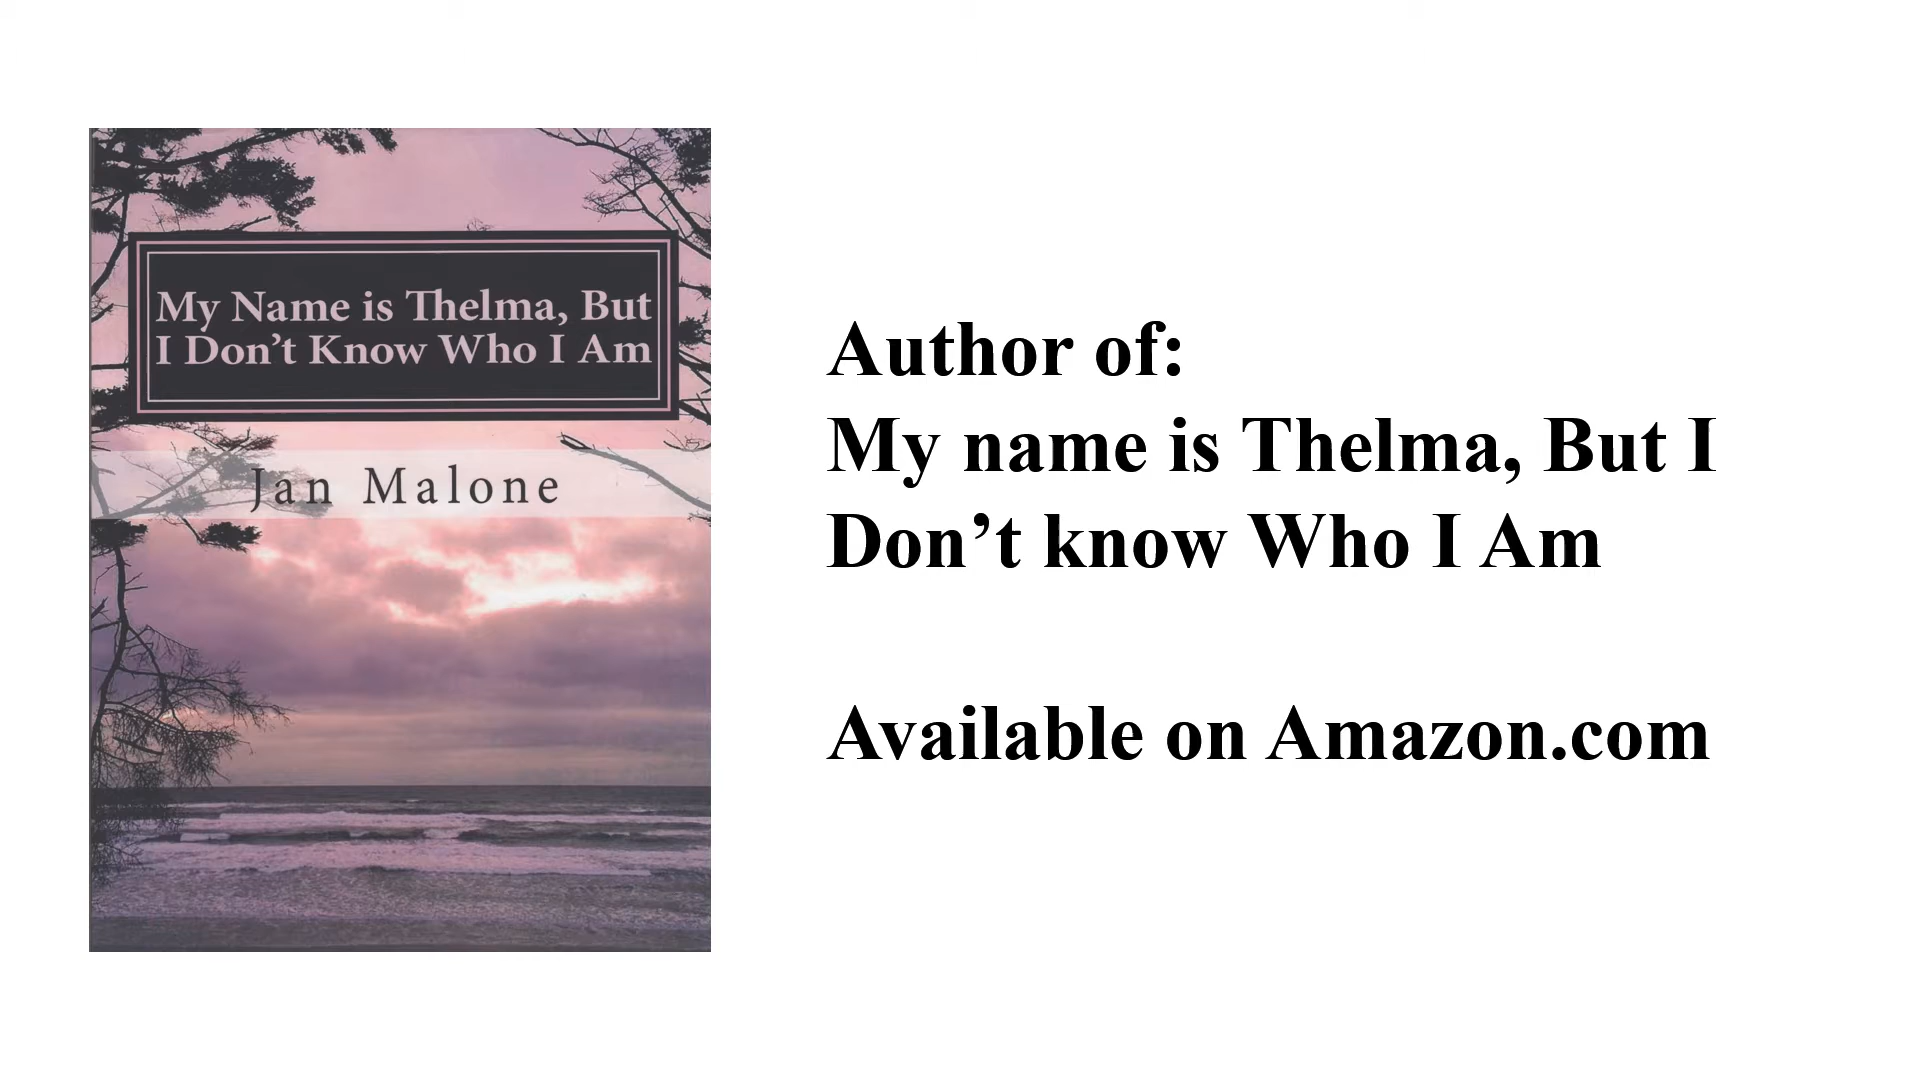 My Name is Thelma, But
I Don't Know Who I Am
Jan Malone
Author of:
My name is Thelma, But I
Don’t know Who I Am
Available on Amazon.com